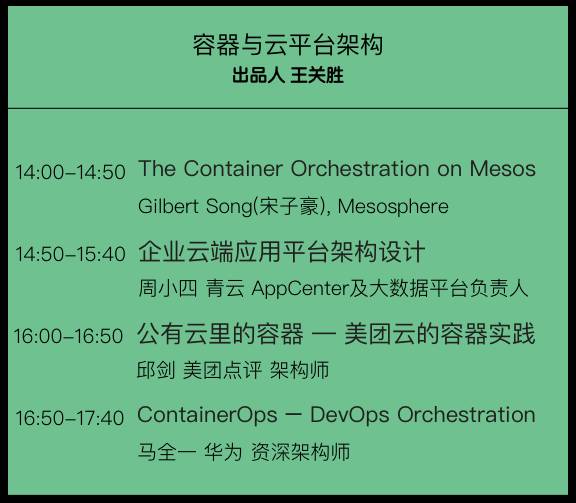 容器与云平台架构
出品人 王关胜
14:00-14:50 The Container Orchestration on Mesos
Gilbert Song(宋子豪), Mesosphere
14:50-15:40 企业云端应用平台架构设计
周小四 青云 AppCenter及大数据平台负责人
16:00-16:50 公有云里的容器 — 美团云的容器实践
邱剑 美团点评 架构师
16:50-17:40 ContainerOps — DevOps Orchestration
马全一 华为 资深架构师